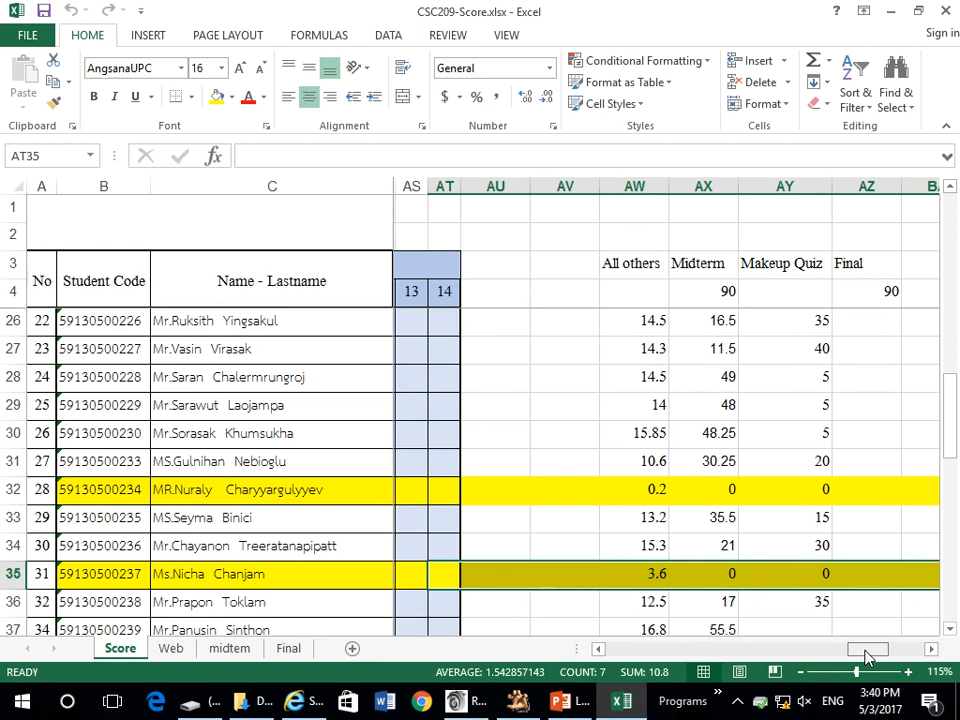 CSC209-Score.xlsx - Excel
?
Sign in
FILE HOME INSERT PAGE LAYOUT FORMULAS DATA REVIEW VIEW
Paste
AngsanaUPC 16
B I U
General
$ % ,
Conditional Formatting
Format as Table
Cell Styles
Insert
Delete
Format
Sort &
Filter
Find &
Select
Clipboard Font Alignment Number Styles Cells Editing
AT35
fx
A B C AS AT AU AV AW AX AY AZ
1
2
3 All others Midterm Makeup Quiz Final
No Student Code Name - Lastname
4 13 14 90 90
26 22 59130500226 Mr.Ruksith Yingsakul 14.5 16.5 35
27 23 59130500227 Mr.Vasin Virasak 14.3 11.5 40
28 24 59130500228 Mr.Saran Chalermrungroj 14.5 49 5
29 25 59130500229 Mr.Sarawut Laojampa 14 48 5
30 26 59130500230 Mr.Sorasak Khumsukha 15.85 48.25 5
31 27 59130500233 MS.Gulnihan Nebioglu 10.6 30.25 20
32 28 59130500234 MR.Nuraly Charyyargulyyev 0.2 0 0
33 29 59130500235 MS.Seyma Binici 13.2 35.5 15
34 30 59130500236 Mr.Chayanon Treeratanapipatt 15.3 21 30
35 31 59130500237 Ms.Nicha Chanjam 3.6 0 0
36 32 59130500238 Mr.Prapon Toklam 12.5 17 35
37 34 59130500239 Mr.Panusin Sinthon 16.8 55.5
Score Web midtem Final
READY AVERAGE: 1.542857143 COUNT: 7 SUM: 10.8 115%
(... D... S... R... L... Programs ENG
3:40 PM
5/3/2017
1